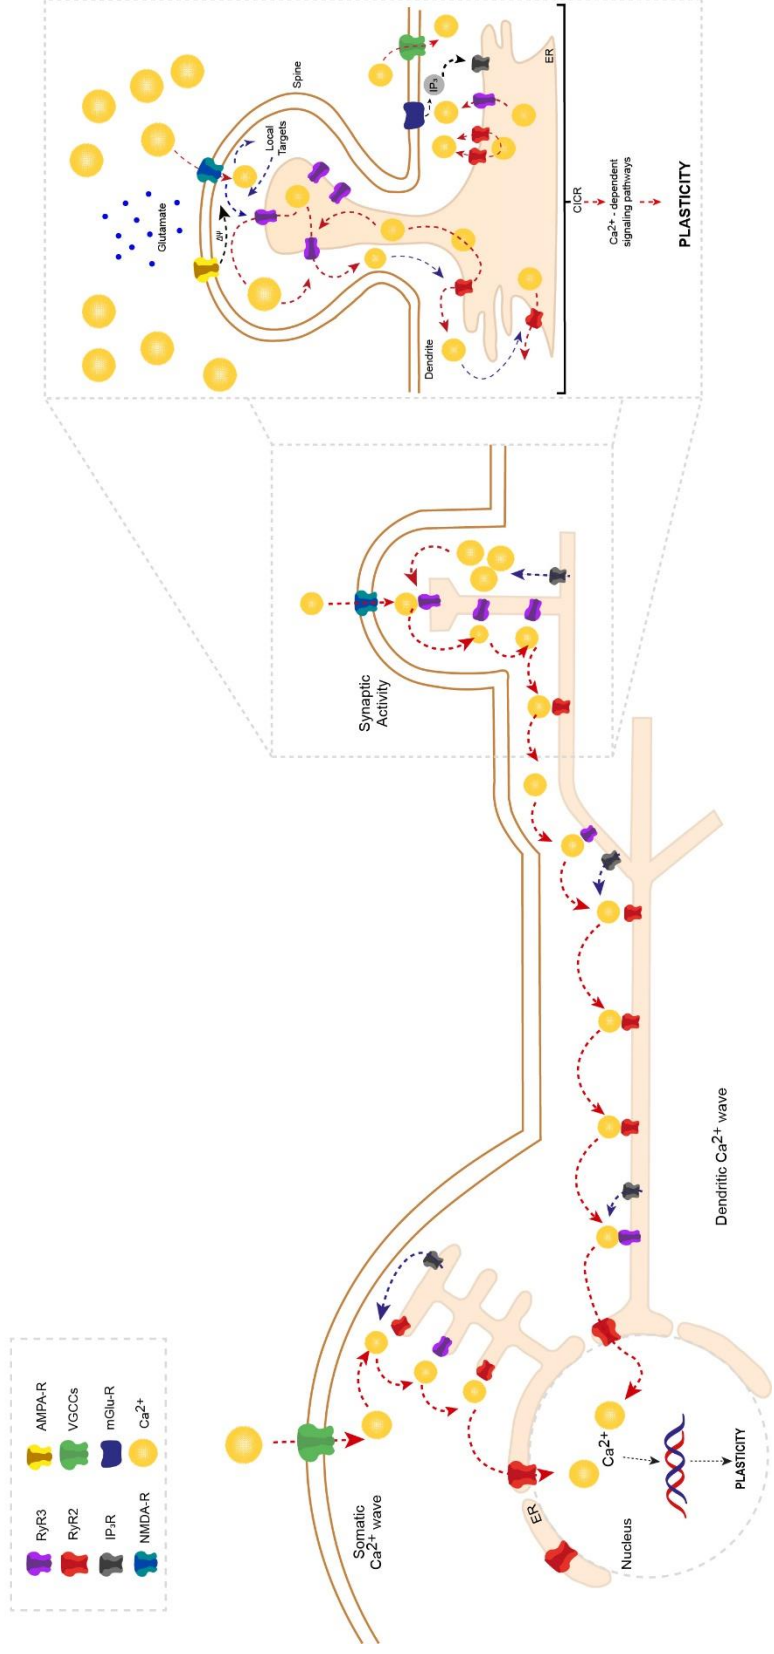 RyR3
RyR2
IP₃R
NMDA-R
AMPA-R
VGCCs
mGlu-R
Ca²⁺
Somatic
Ca²⁺ wave
ER
Nucleus
Ca²⁺
PLASTICITY
Dendritic Ca²⁺ wave
Synaptic
Activity
Glutamate
ΔΨ
Spine
Local
Targets
Dendrite
IP₃
ER
CICR
Ca²⁺ - dependent
signaling pathways
PLASTICITY